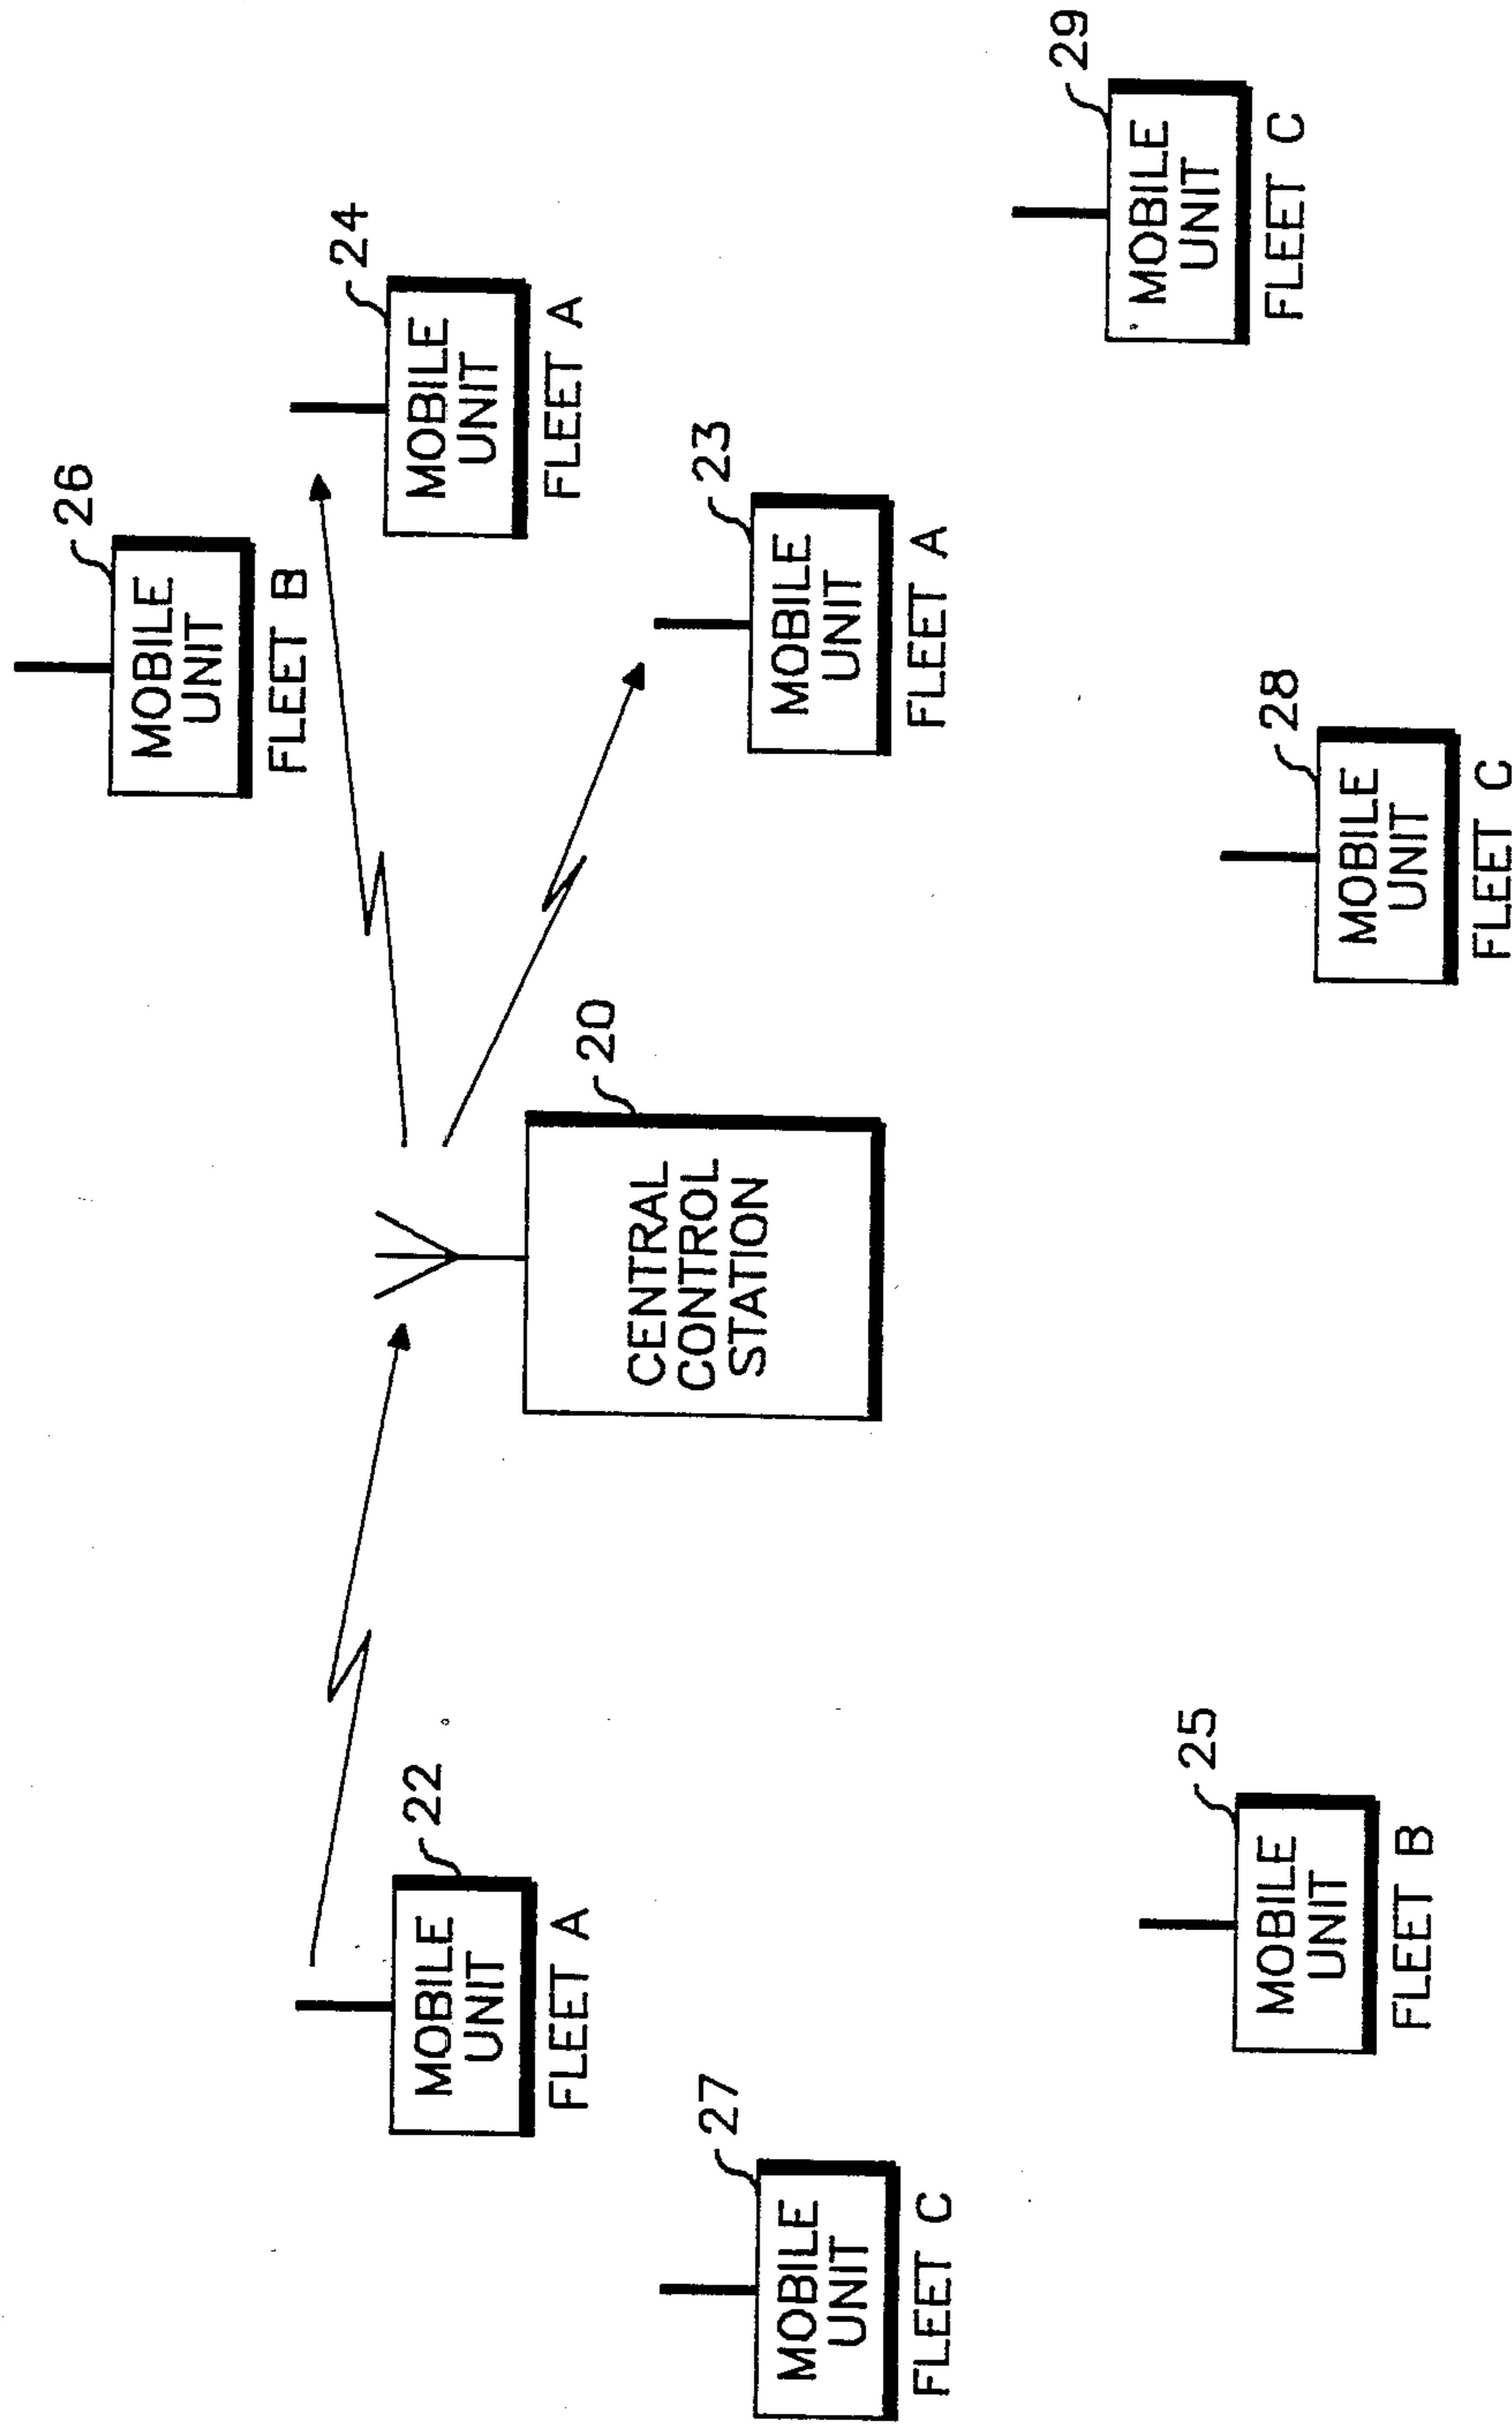 26
MOBILE
UNIT
FLEET B
22
MOBILE
UNIT
FLEET A
24
MOBILE
UNIT
FLEET A
20
CENTRAL
CONTROL
STATION
23
MOBILE
UNIT
FLEET A
27
MOBILE
UNIT
FLEET C
29
MOBILE
UNIT
FLEET C
25
MOBILE
UNIT
FLEET B
28
MOBILE
UNIT
FLEET C